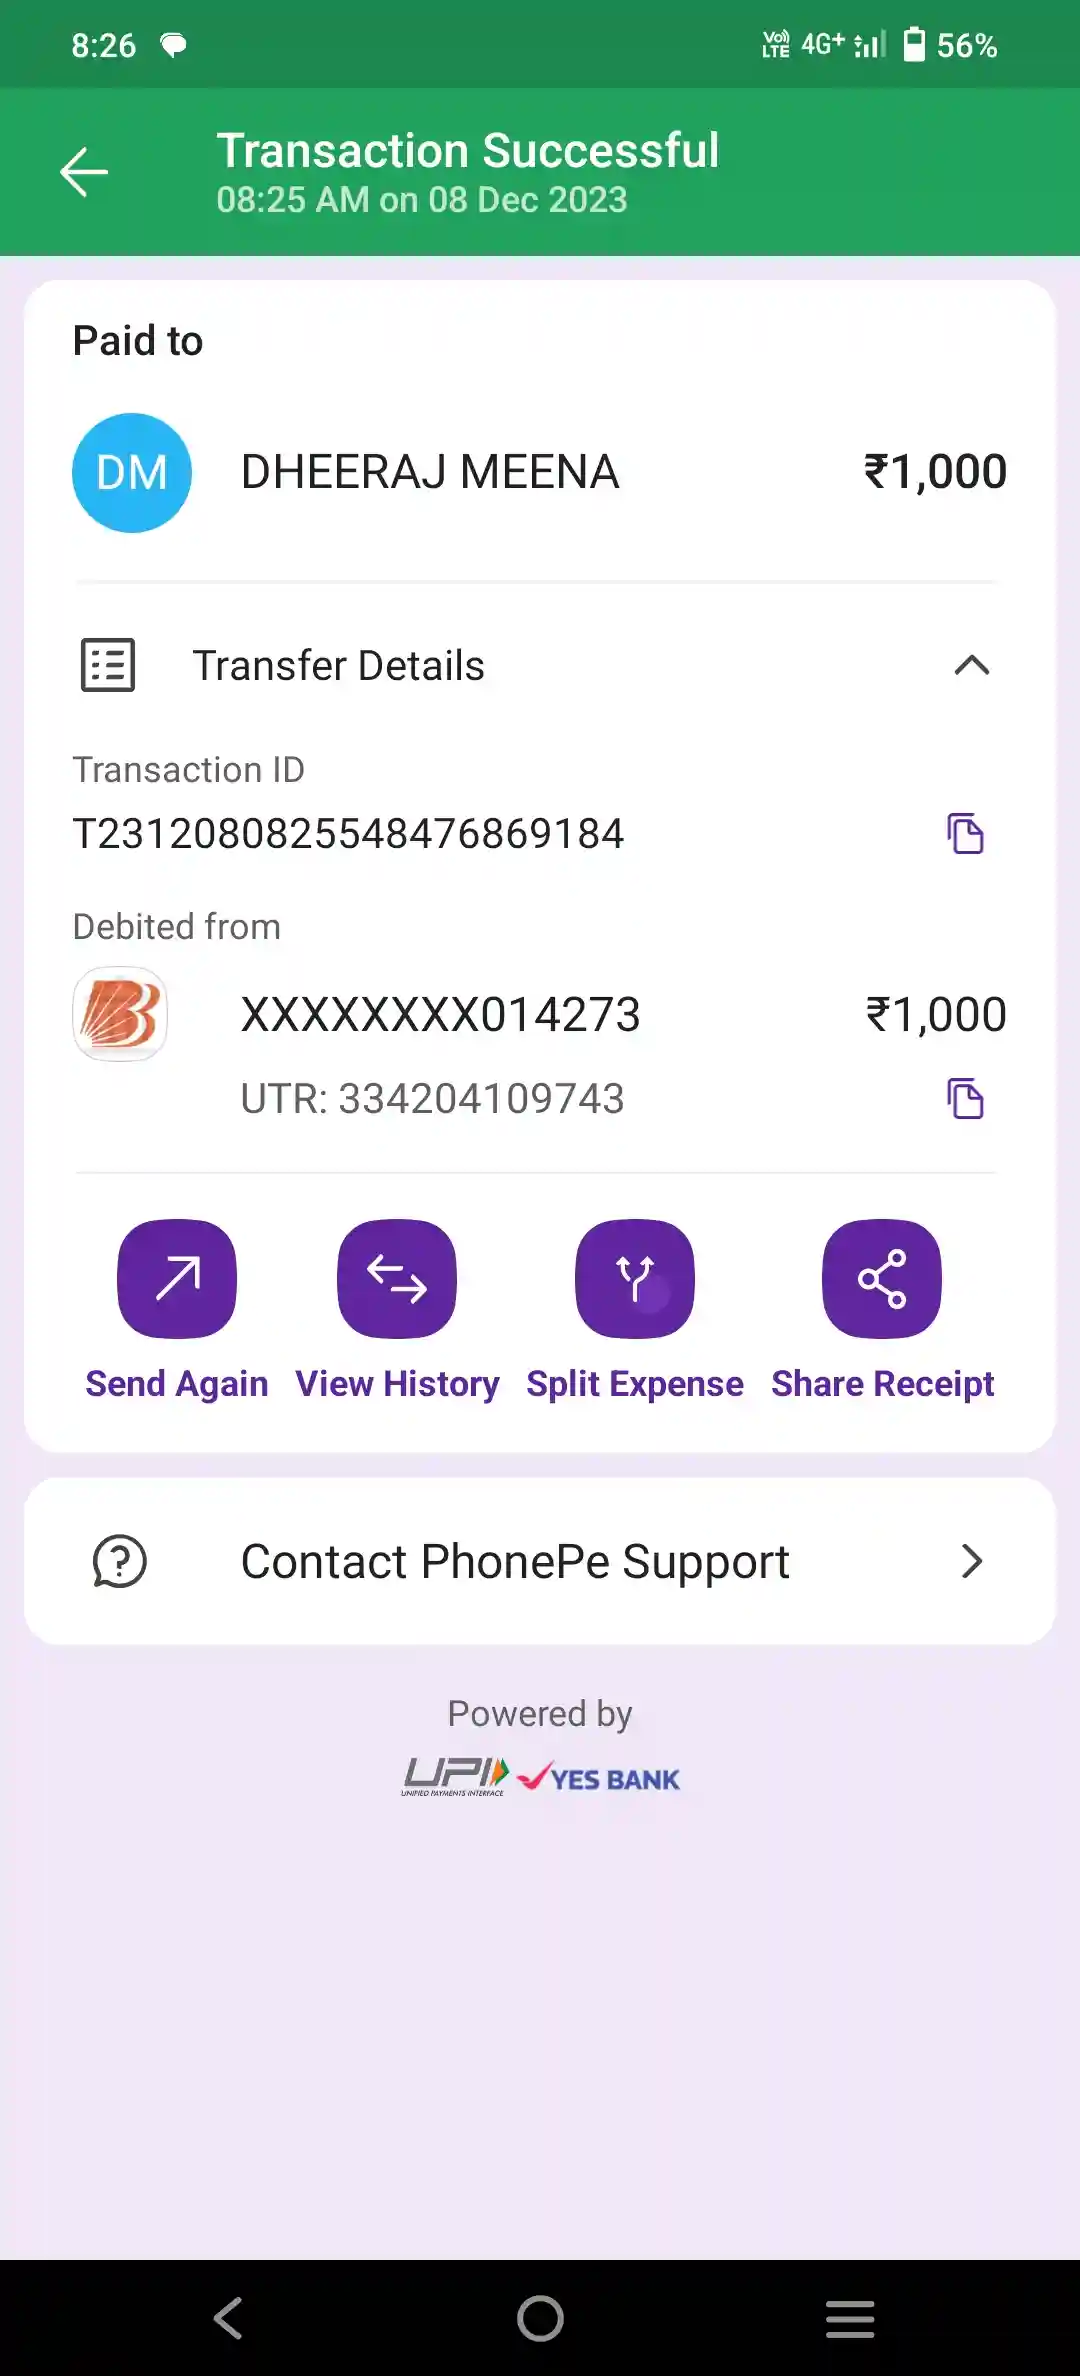 8:26 Vo)) LTE 4G+ 56%
Transaction Successful
08:25 AM on 08 Dec 2023
Paid to
DM DHEERAJ MEENA ₹1,000
Transfer Details
Transaction ID
T2312080825548476869184
Debited from
XXXXXXXX014273 ₹1,000
UTR: 334204109743
Send Again View History Split Expense Share Receipt
Contact PhonePe Support
Powered by
UPI YES BANK
UNIFIED PAYMENTS INTERFACE